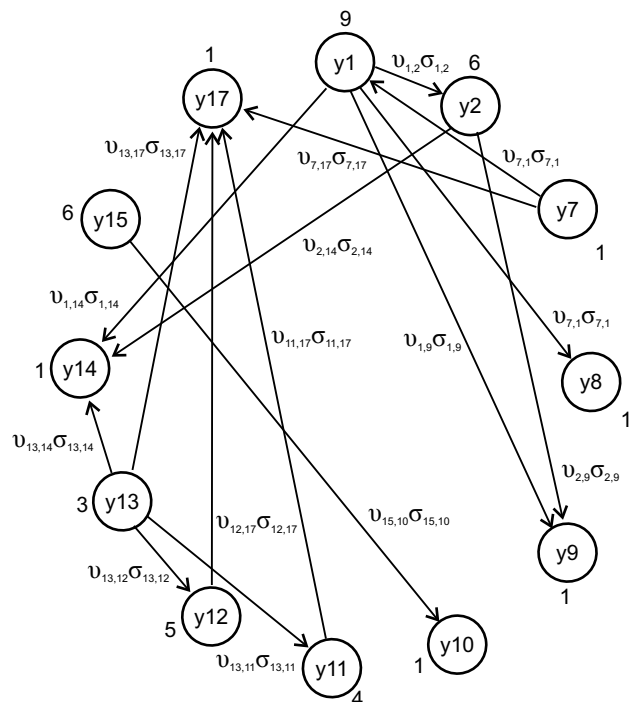 9
y1
υ1,2σ1,2
6
y2
1
y17
υ13,17σ13,17
υ7,17σ7,17
υ7,1σ7,1
y7
1
6
y15
υ2,14σ2,14
υ1,14σ1,14
υ11,17σ11,17
υ1,9σ1,9
υ7,1σ7,1
1
y14
y8
1
υ13,14σ13,14
υ2,9σ2,9
3
y13
υ12,17σ12,17
υ15,10σ15,10
y9
1
υ13,12σ13,12
5
y12
υ13,11σ13,11
y11
4
1
y10